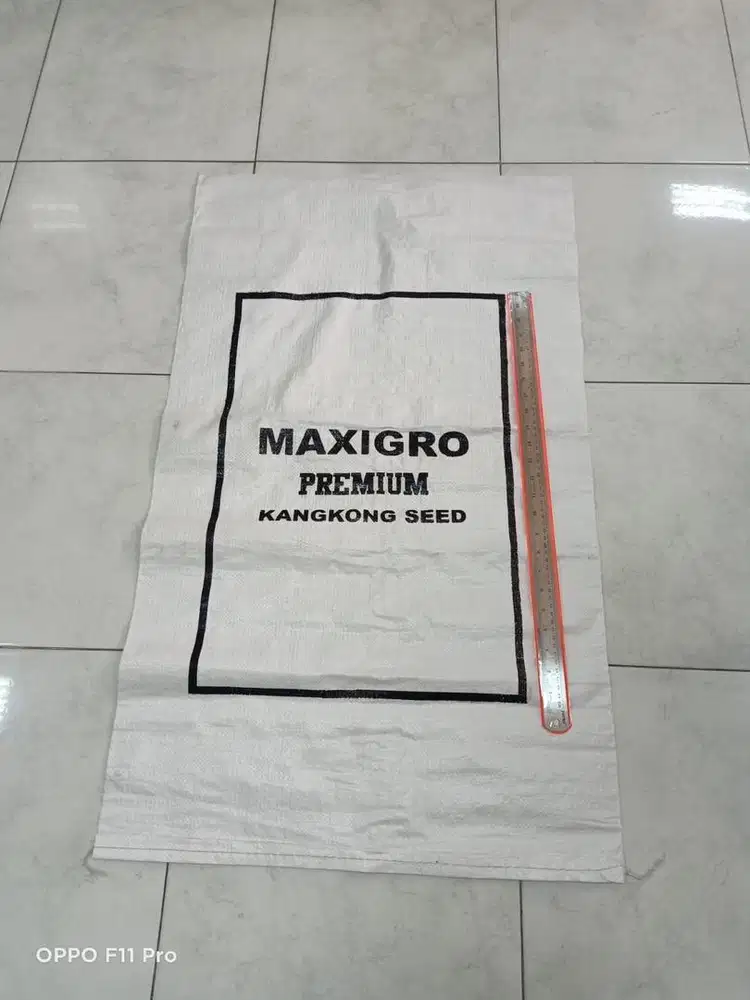 MAXIGRO
PREMIUM
KANGKONG SEED
OPPO F11 Pro